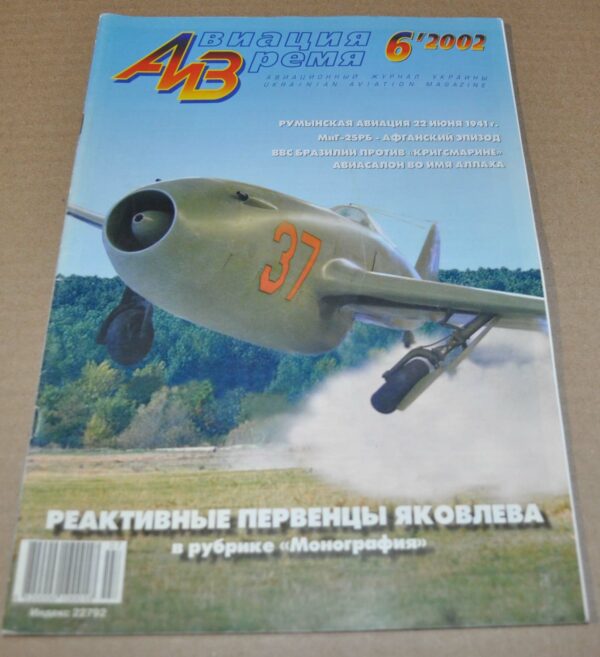 Авиация
и Время
6'2002
АВИАЦИОННЫЙ ЖУРНАЛ УКРАИНЫ
UKRAINIAN AVIATION MAGAZINE
РУМЫНСКАЯ АВИАЦИЯ 22 ИЮНЯ 1941 г.
МиГ-25РБ - АФГАНСКИЙ ЭПИЗОД
ВВС БРАЗИЛИИ ПРОТИВ «КРИГСМАРИНЕ»
АВИАСАЛОН ВО ИМЯ АЛЛАХА
37
РЕАКТИВНЫЕ ПЕРВЕНЦЫ ЯКОВЛЕВА
в рубрике «Монография»
Индекс 22792